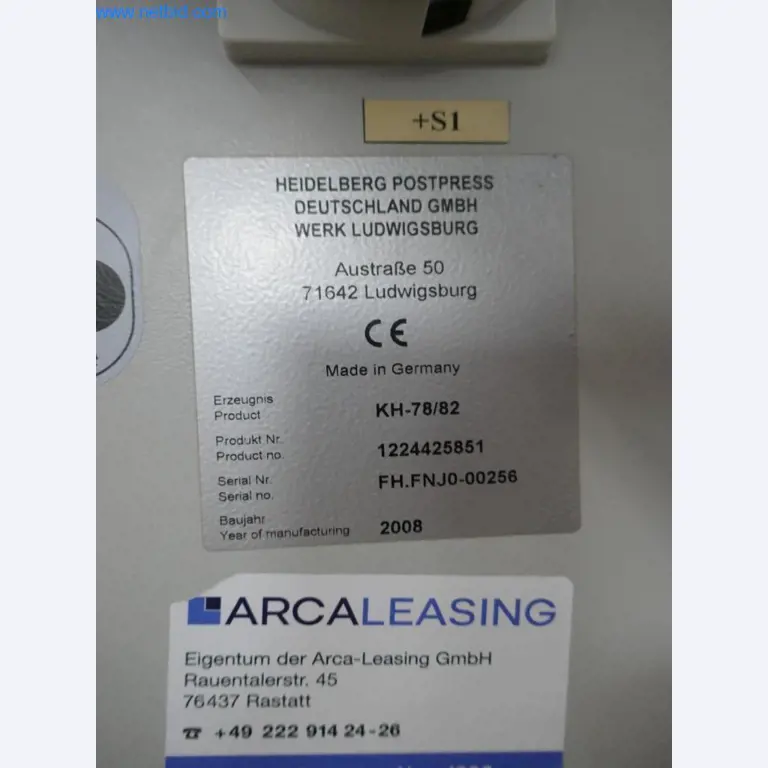 www.netbid.com
+S1
HEIDELBERG POSTPRESS
DEUTSCHLAND GMBH
WERK LUDWIGSBURG
Austraße 50
71642 Ludwigsburg
CE
Made in Germany
Erzeugnis
Product KH-78/82
Produkt Nr.
Product no. 1224425851
Serial Nr.
Serial no. FH.FNJ0-00256
Baujahr
Year of manufacturing 2008
ARCALEASING
Eigentum der Arca-Leasing GmbH
Rauentalerstr. 45
76437 Rastatt
☎ +49 222 914 24-26